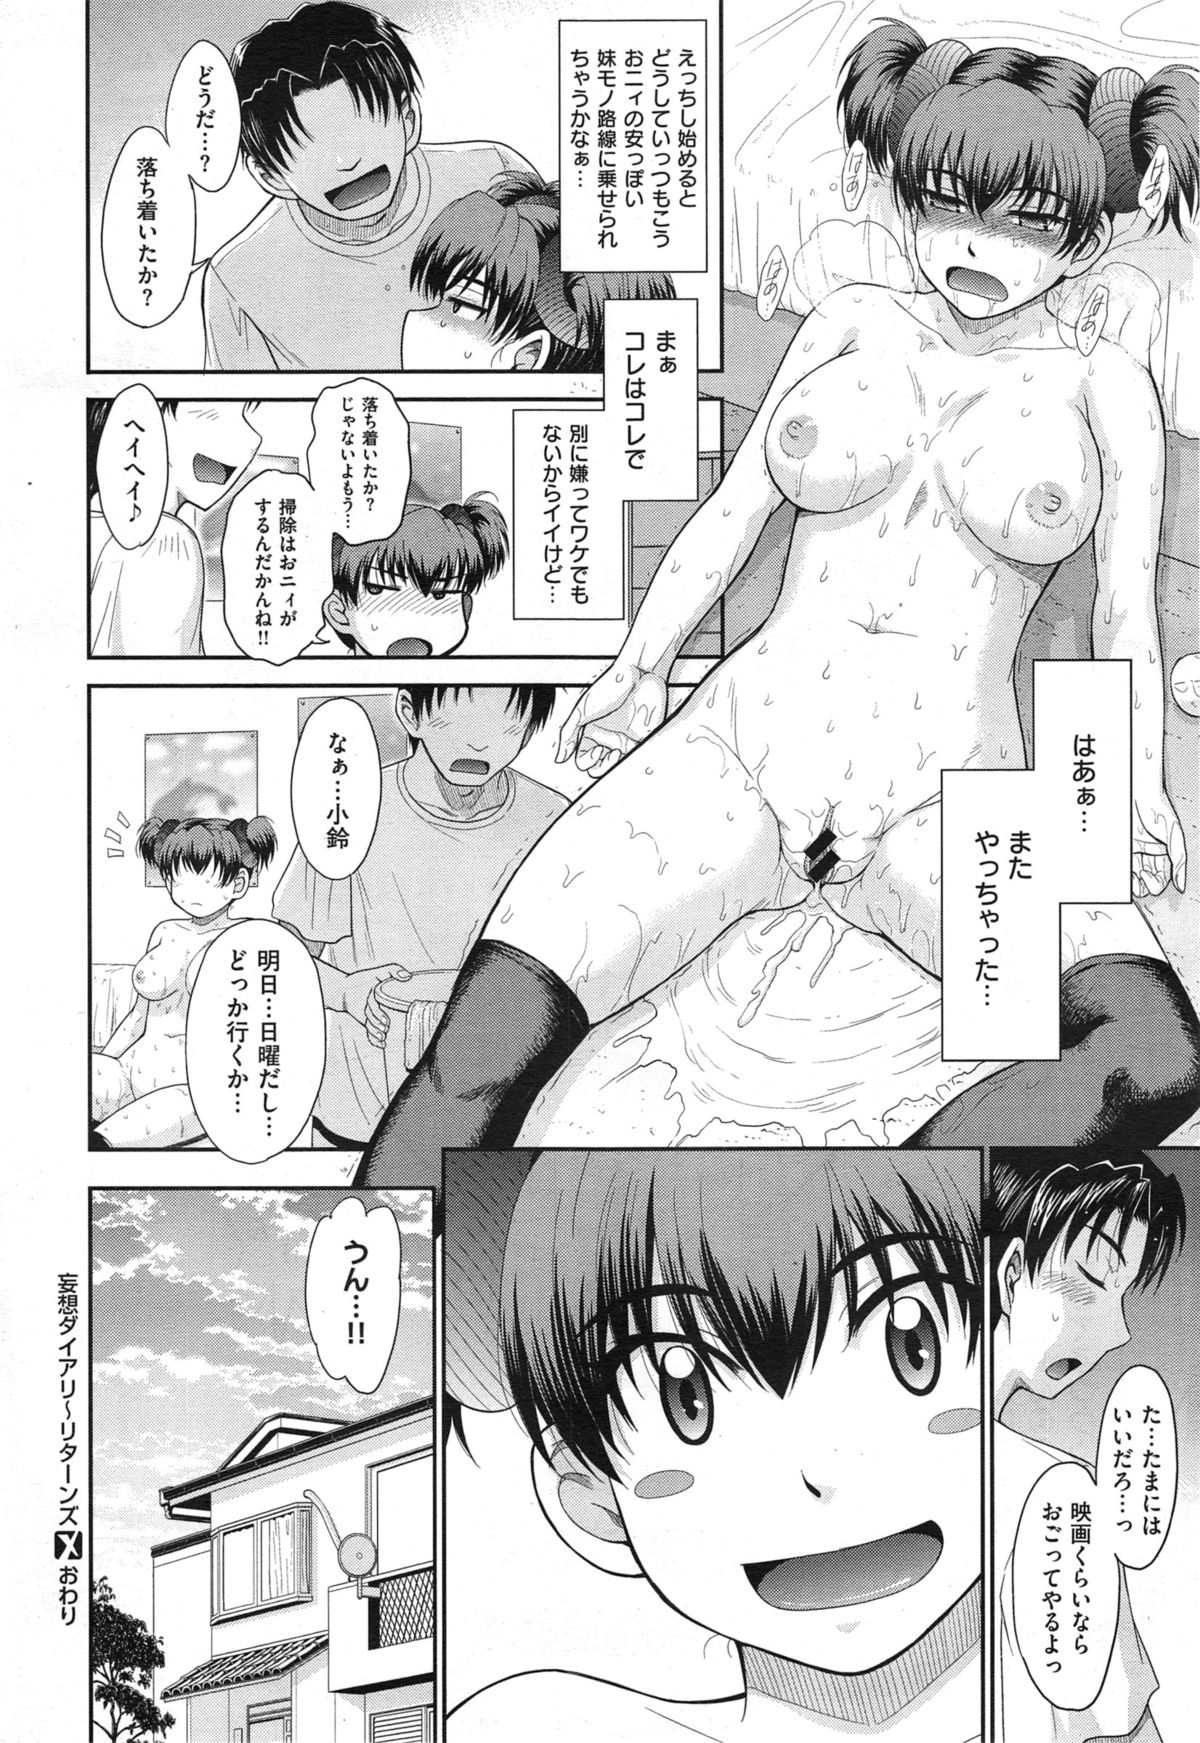 はあぁ…
また
やっちゃった…
えっちし始めると
どうしていっつもこう
おニィの安っぽい
妹モノ路線に乗せられ
ちゃうかなぁ…
まぁ
コレはコレで
別に嫌ってワケでも
ないからイイけど…
どうだ…?
落ち着いたか?
落ち着いたか?
じゃないよもう…
掃除はおニィが
するんだかんね!!
ヘイヘイ♪
なぁ…小鈴
明日…日曜だし…
どっか行くか…
た…たまには
いいだろ…っ
映画くらいなら
おごってやるよっ
うん…!!
妄想ダイアリ〜リターンズ
おわり